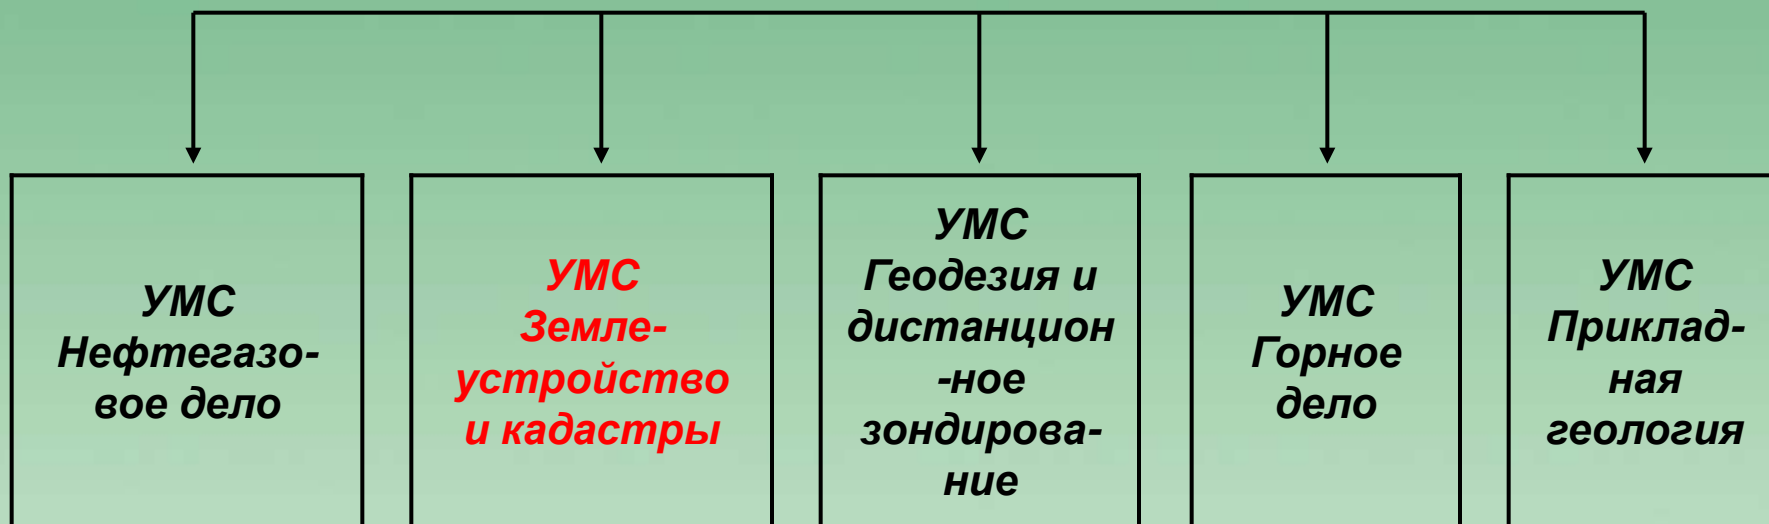 УМС
Нефтегазо-
вое дело
УМС
Земле-
устройство
и кадастры
УМС
Геодезия и
дистанцион
-ное
зондирова-
ние
УМС
Горное
дело
УМС
Приклад-
ная
геология